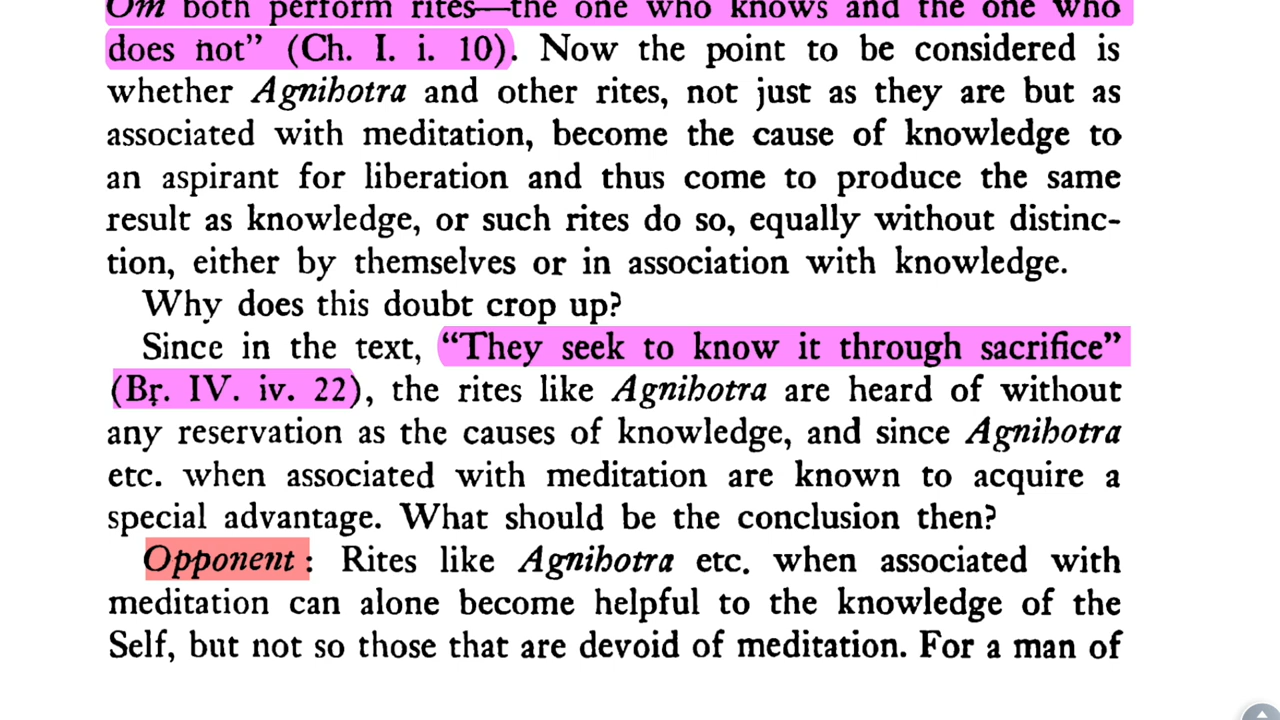 Om both perform rites—the one who knows and the one who
does not” (Ch. I. i. 10). Now the point to be considered is
whether Agnihotra and other rites, not just as they are but as
associated with meditation, become the cause of knowledge to
an aspirant for liberation and thus come to produce the same
result as knowledge, or such rites do so, equally without distinc-
tion, either by themselves or in association with knowledge.
Why does this doubt crop up?
Since in the text, “They seek to know it through sacrifice”
(Bṛ. IV. iv. 22), the rites like Agnihotra are heard of without
any reservation as the causes of knowledge, and since Agnihotra
etc. when associated with meditation are known to acquire a
special advantage. What should be the conclusion then?
Opponent: Rites like Agnihotra etc. when associated with
meditation can alone become helpful to the knowledge of the
Self, but not so those that are devoid of meditation. For a man of